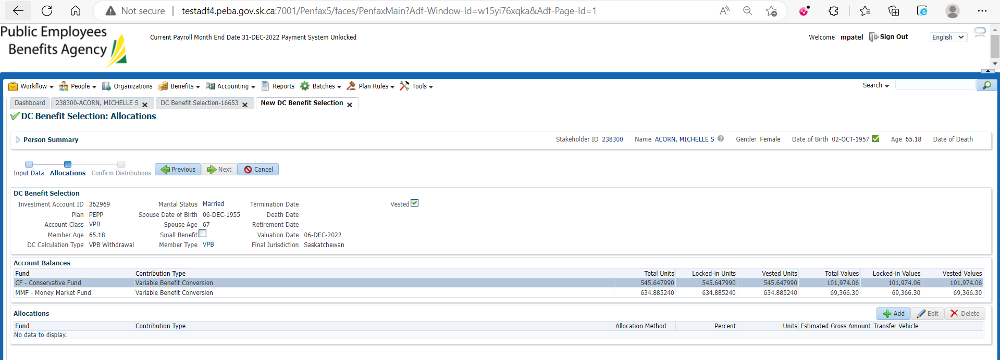 Not secure testadf4.peba.gov.sk.ca:7001/Penfax5/faces/PenfaxMain?Adf-Window-Id=w15yi76xqka&Adf-Page-Id=1
Public Employees
Benefits Agency
Current Payroll Month End Date 31-DEC-2022 Payment System Unlocked
Welcome mpatel Sign Out English
Workflow People Organizations Benefits Accounting Reports Batches Plan Rules Tools Search
Dashboard 238300-ACORN, MICHELLE S DC Benefit Selection-16653 New DC Benefit Selection
DC Benefit Selection: Allocations
Person Summary Stakeholder ID 238300 Name ACORN, MICHELLE S Gender Female Date of Birth 02-OCT-1957 Age 65.18 Date of Death
Input Data Allocations Confirm Distributions Previous Next Cancel
DC Benefit Selection
Investment Account ID 362969 Marital Status Married Termination Date Vested
Plan PEPP Spouse Date of Birth 06-DEC-1955 Death Date
Account Class VPB Spouse Age 67 Retirement Date
Member Age 65.18 Small Benefit Valuation Date 06-DEC-2022
DC Calculation Type VPB Withdrawal Member Type VPB Final Jurisdiction Saskatchewan
Account Balances
Fund Contribution Type Total Units Locked-in Units Vested Units Total Values Locked-in Values Vested Values
CF - Conservative Fund Variable Benefit Conversion 545.647990 545.647990 545.647990 101,974.06 101,974.06 101,974.06
MMF - Money Market Fund Variable Benefit Conversion 634.885240 634.885240 634.885240 69,366.30 69,366.30 69,366.30
Allocations Add Edit Delete
Fund Contribution Type Allocation Method Percent Units Estimated Gross Amount Transfer Vehicle
No data to display.